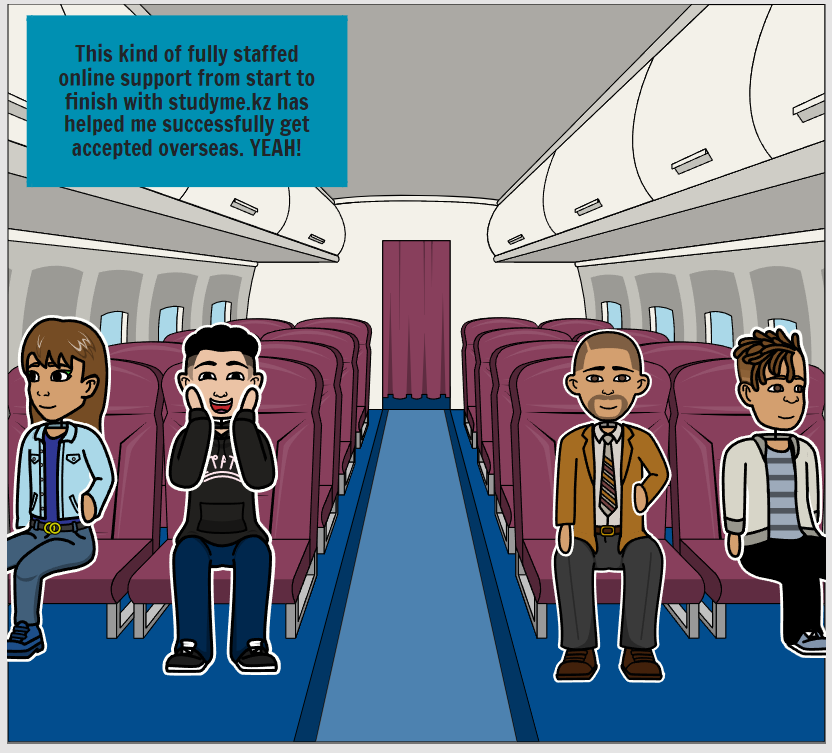 This kind of fully staffed
online support from start to
finish with studyme.kz has
helped me successfully get
accepted overseas. YEAH!